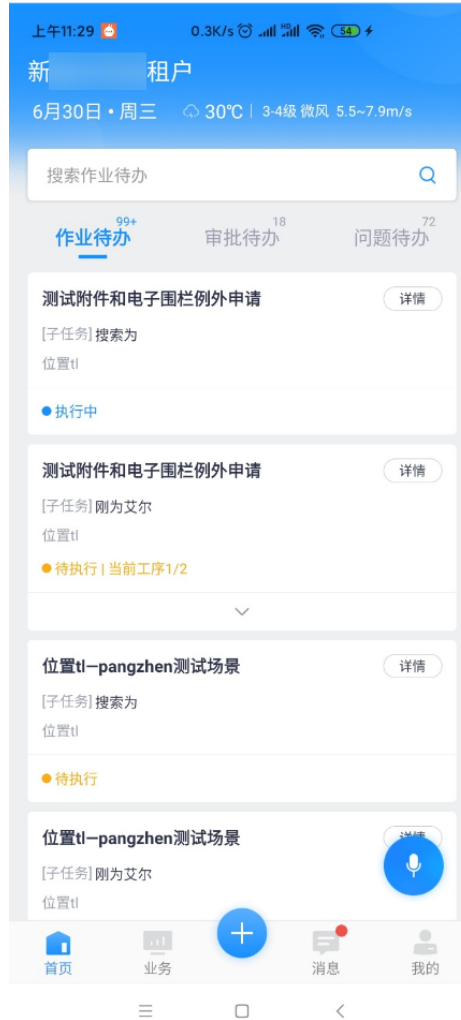 上午11:29 0.3K/s HD 54
新 租户
6月30日 • 周三 30℃ | 3-4级 微风 5.5~7.9m/s
搜索作业待办
作业待办 99+ 审批待办 18 问题待办 72
测试附件和电子围栏例外申请 详情
[子任务] 搜索为
位置tl
执行中
测试附件和电子围栏例外申请 详情
[子任务] 刚为艾尔
位置tl
待执行 | 当前工序1/2
位置tl—pangzhen测试场景 详情
[子任务] 搜索为
位置tl
待执行
位置tl—pangzhen测试场景 详情
[子任务] 刚为艾尔
位置tl
首页 业务 消息 我的